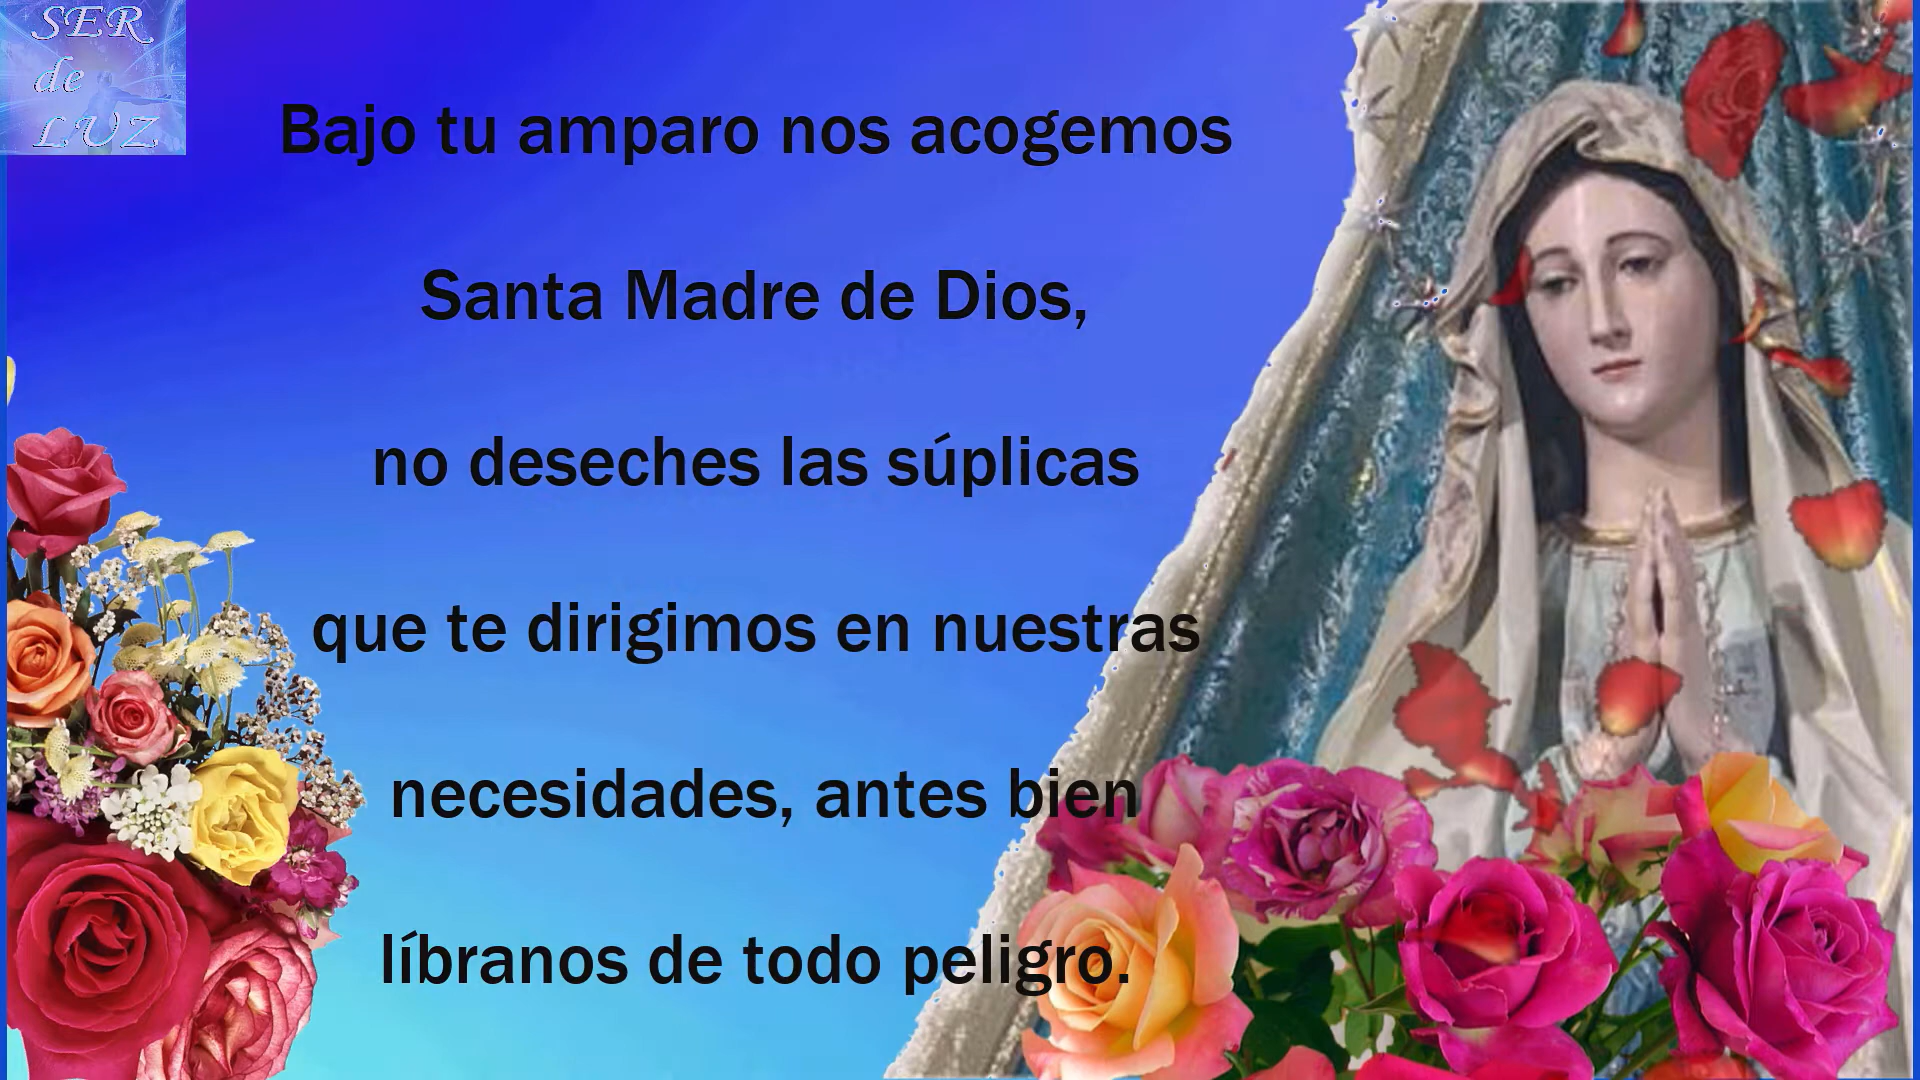 SER
de
LUZ
Bajo tu amparo nos acogemos
Santa Madre de Dios,
no deseches las súplicas
que te dirigimos en nuestras
necesidades, antes bien
líbranos de todo peligro.